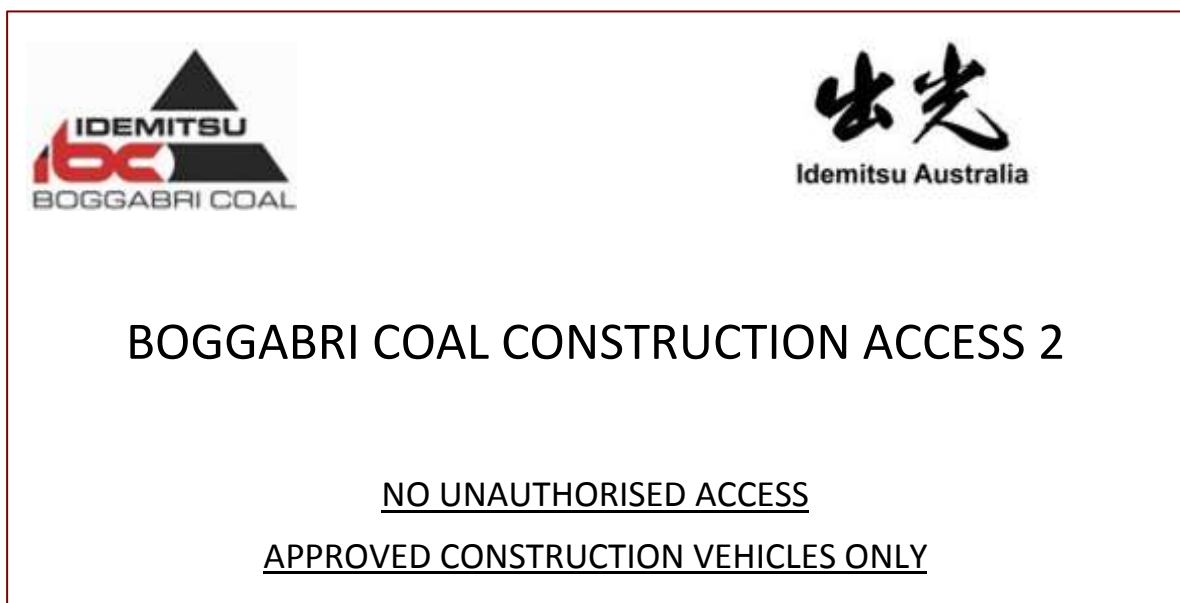 IDEMITSU
ibc
BOGGABRI COAL
出光
Idemitsu Australia
BOGGABRI COAL CONSTRUCTION ACCESS 2
NO UNAUTHORISED ACCESS
APPROVED CONSTRUCTION VEHICLES ONLY